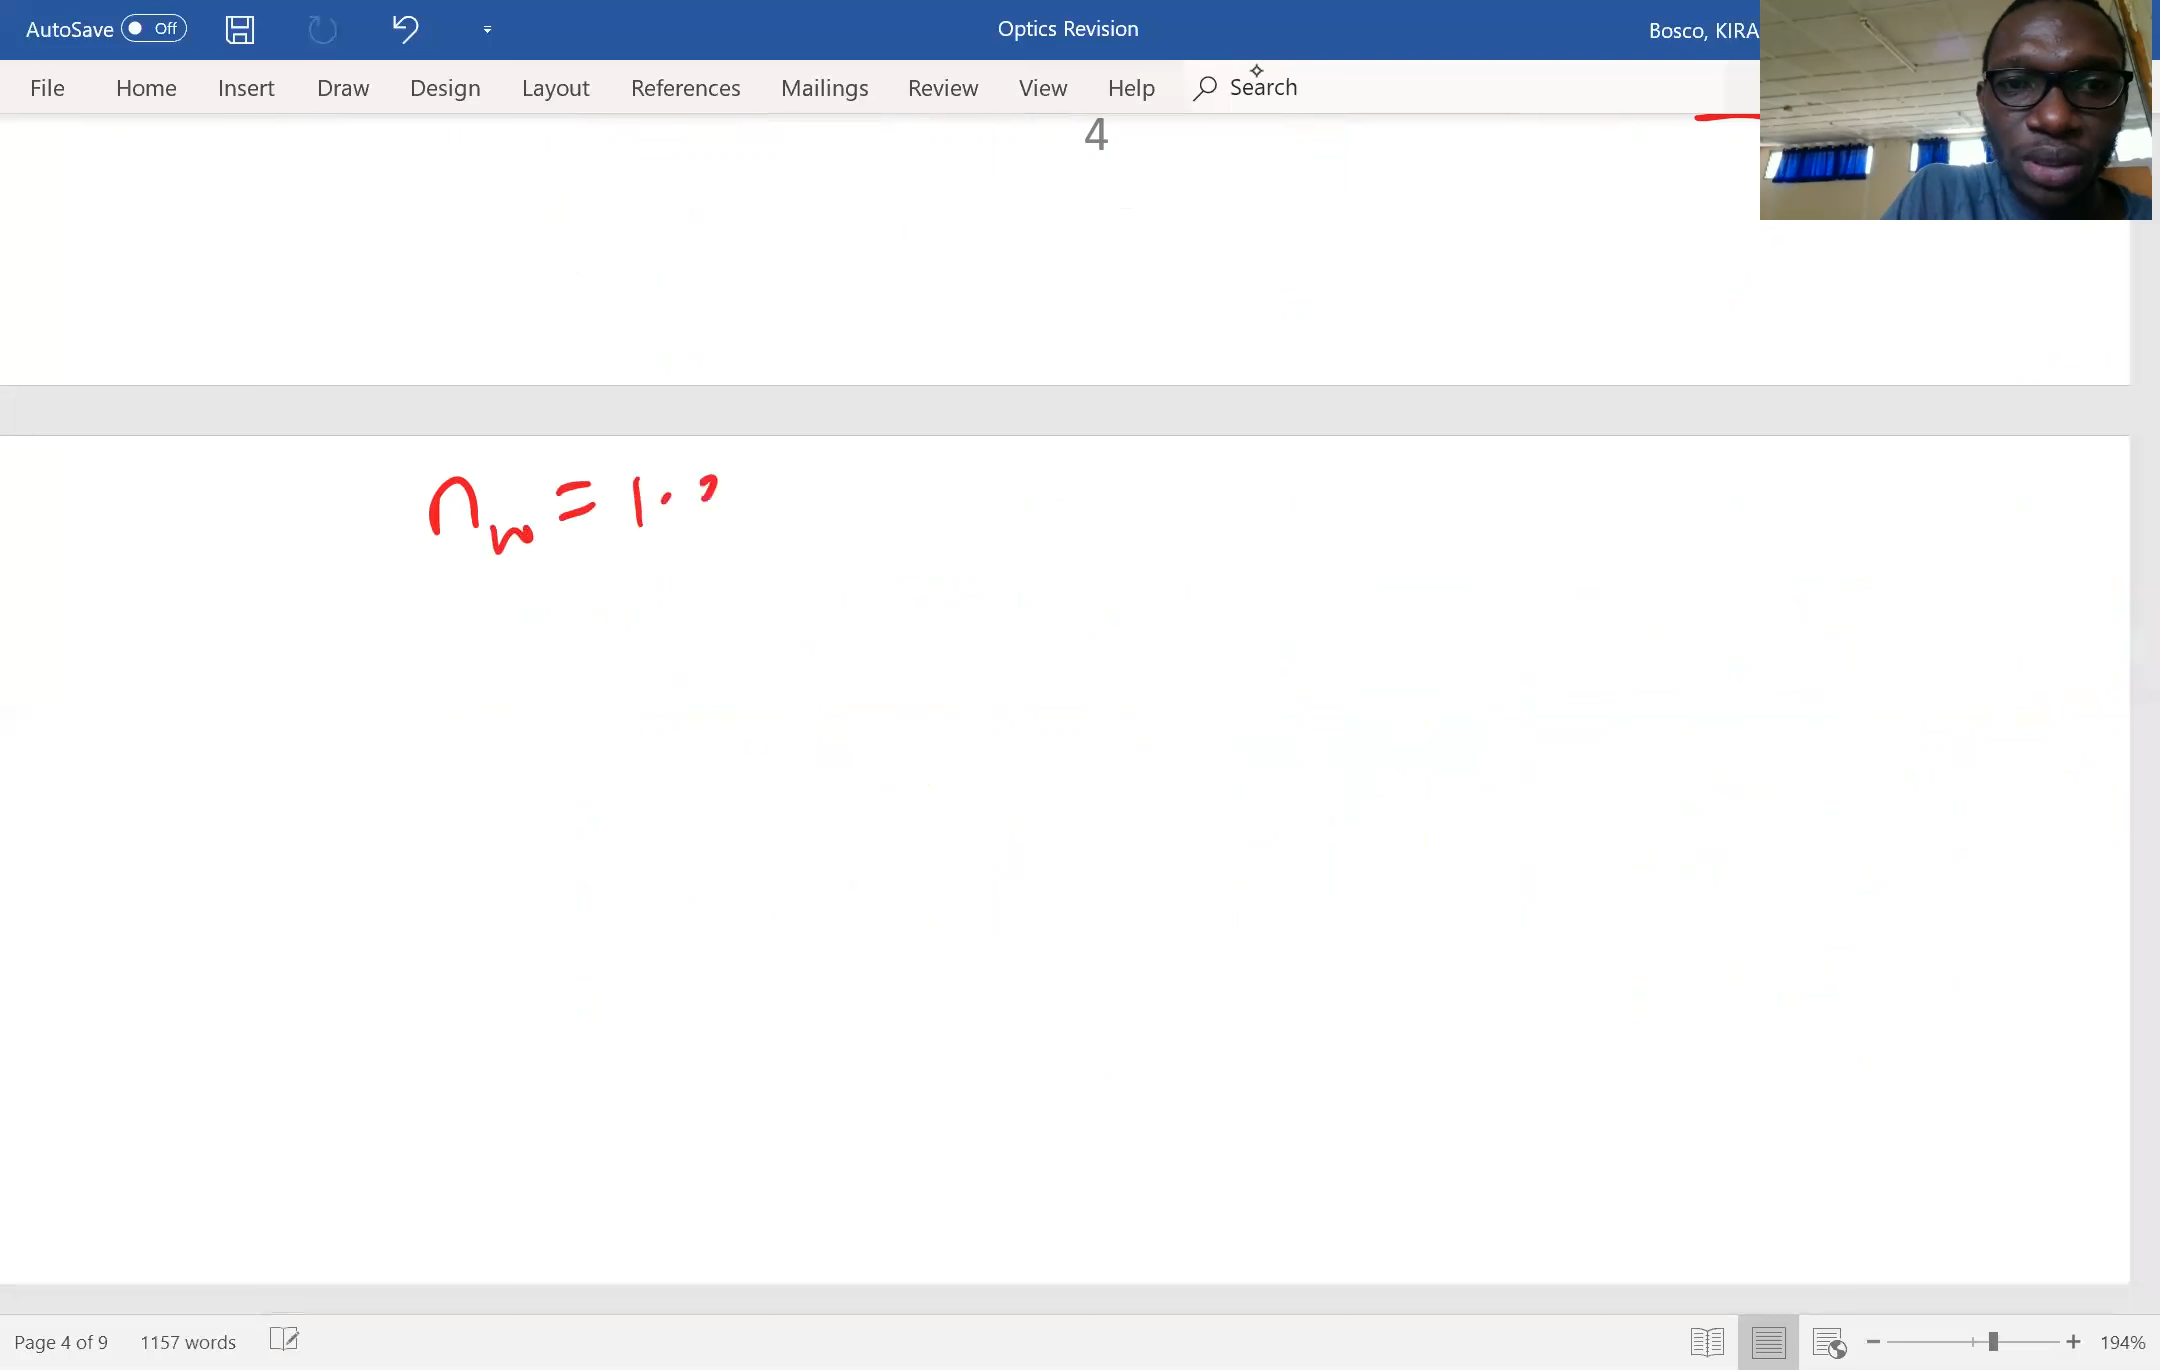 AutoSave Off Optics Revision Bosco, KIRA
File Home Insert Draw Design Layout References Mailings Review View Help Search
4
n_w = 1.
Page 4 of 9 1157 words 194%